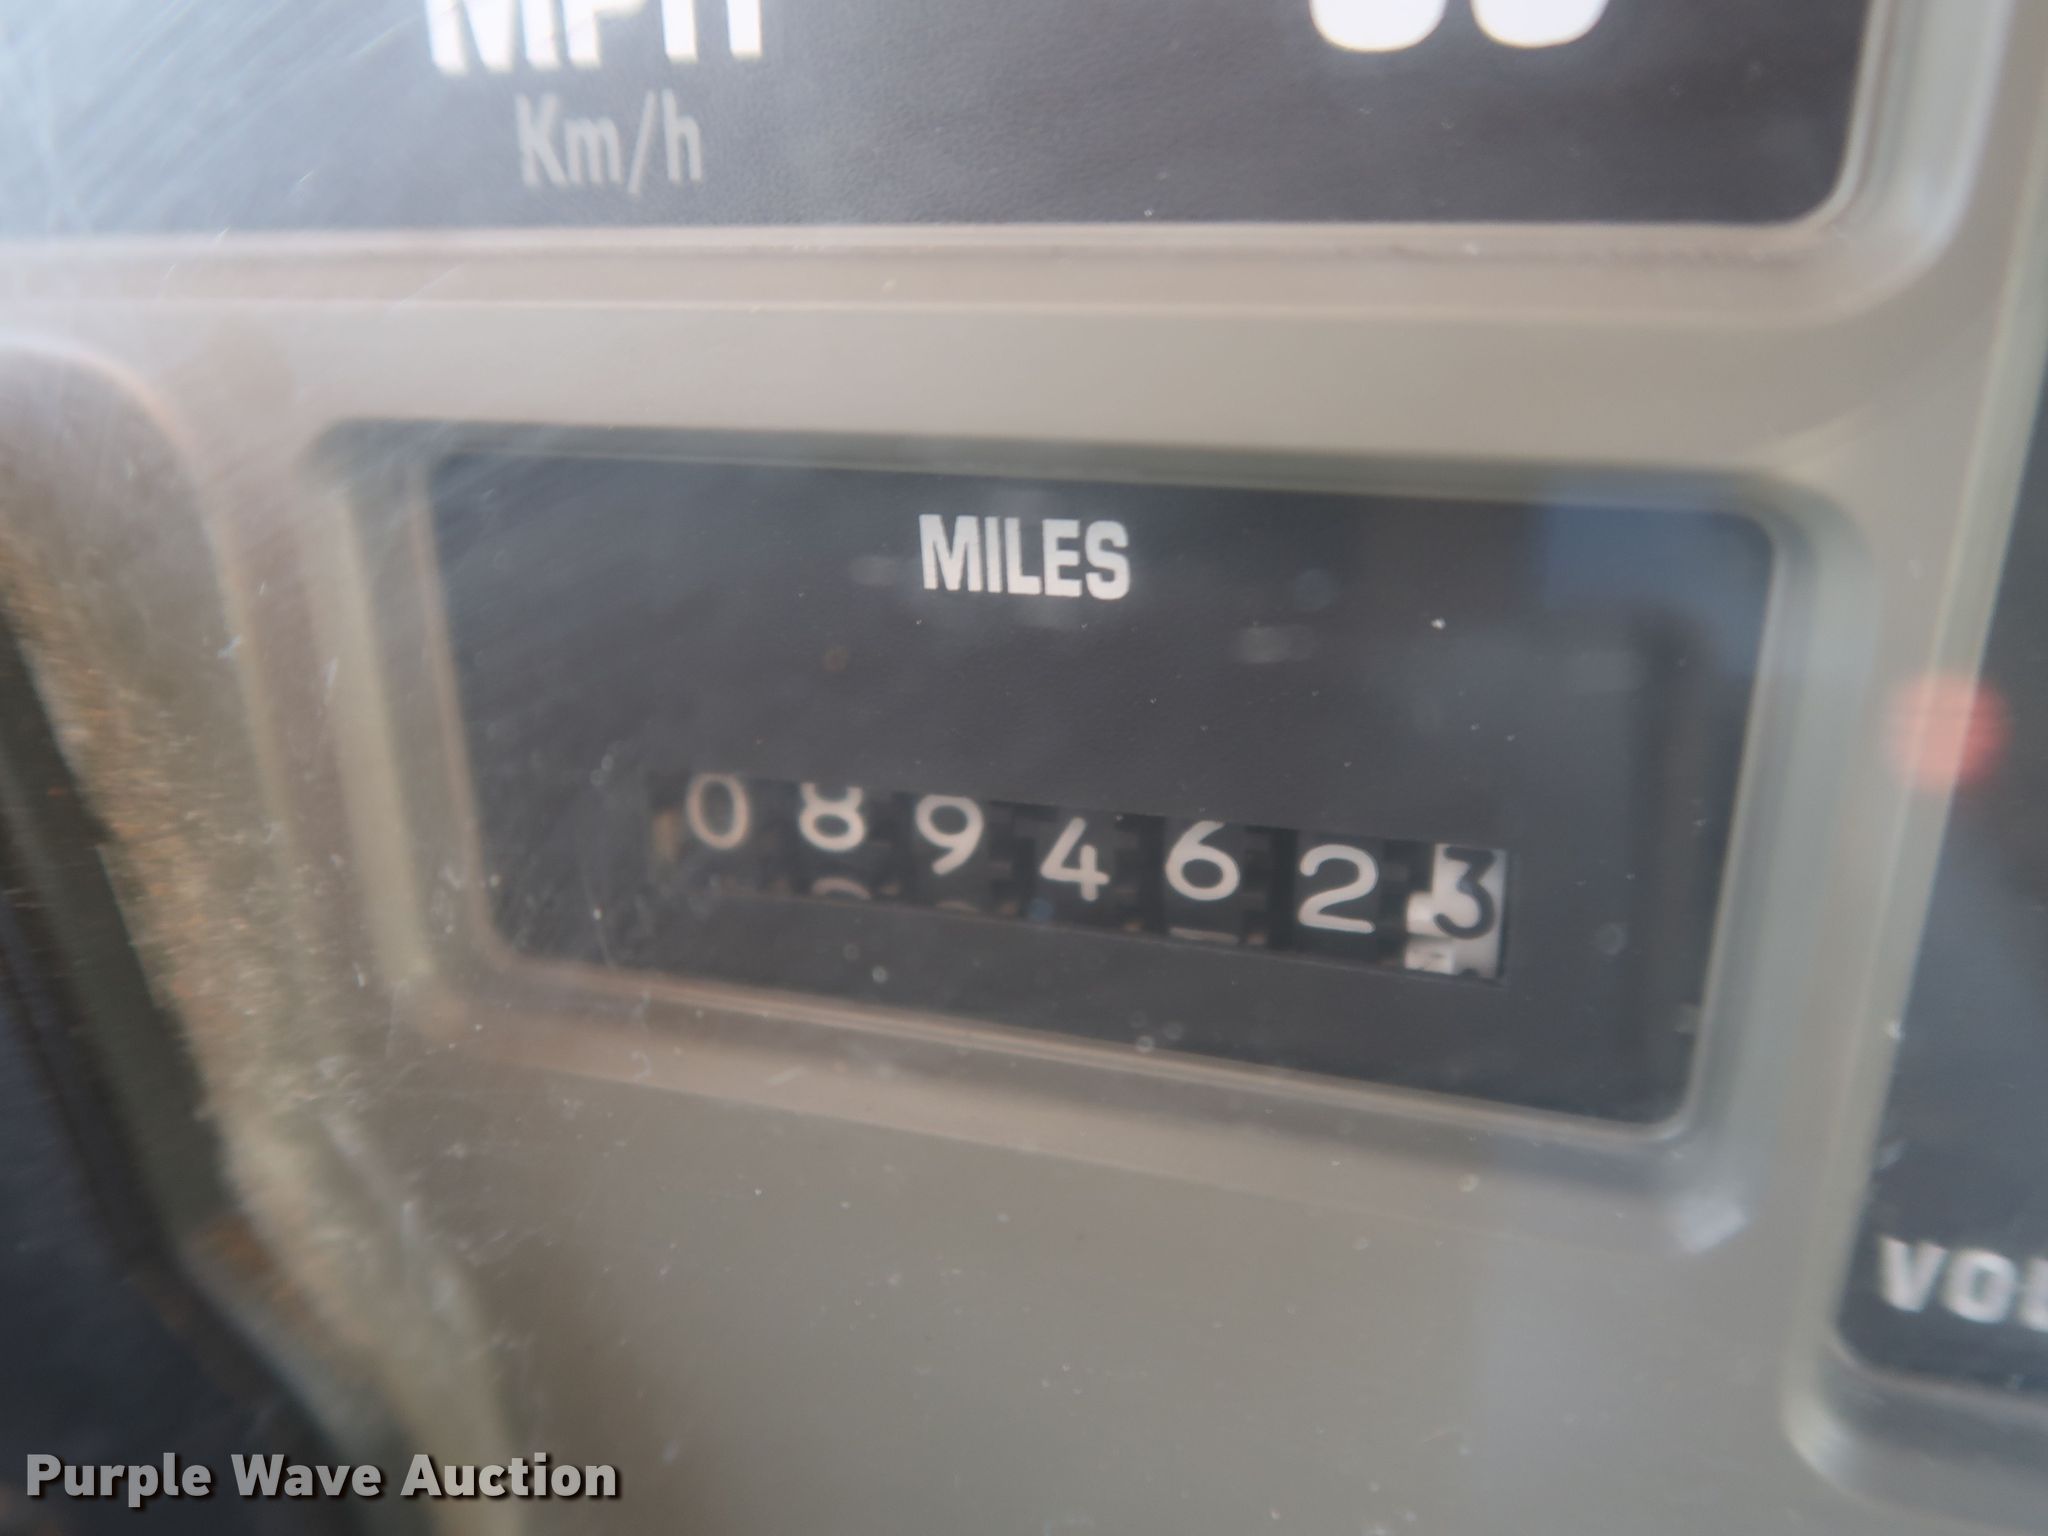 MPH
Km/h
MILES
0894623
Purple Wave Auction